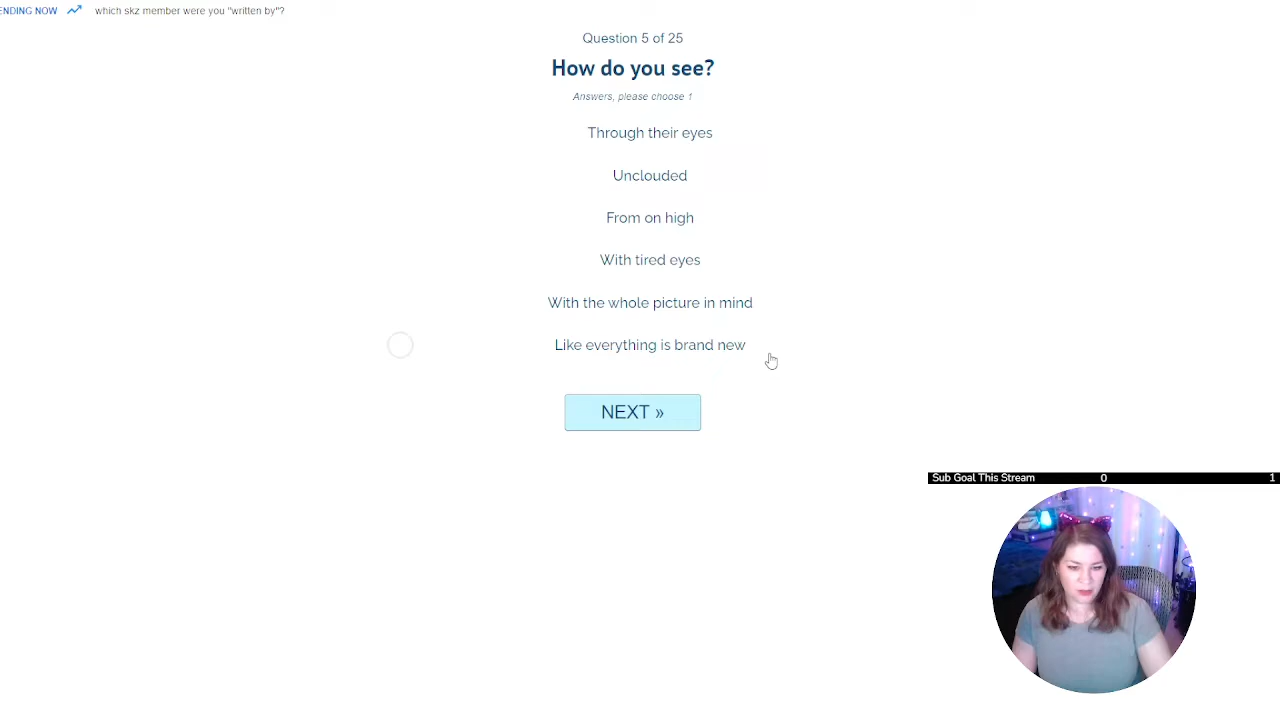 ENDING NOW which skz member were you "written by"?
Question 5 of 25
How do you see?
Answers, please choose 1
Through their eyes
Unclouded
From on high
With tired eyes
With the whole picture in mind
Like everything is brand new
NEXT »
Sub Goal This Stream 0 1